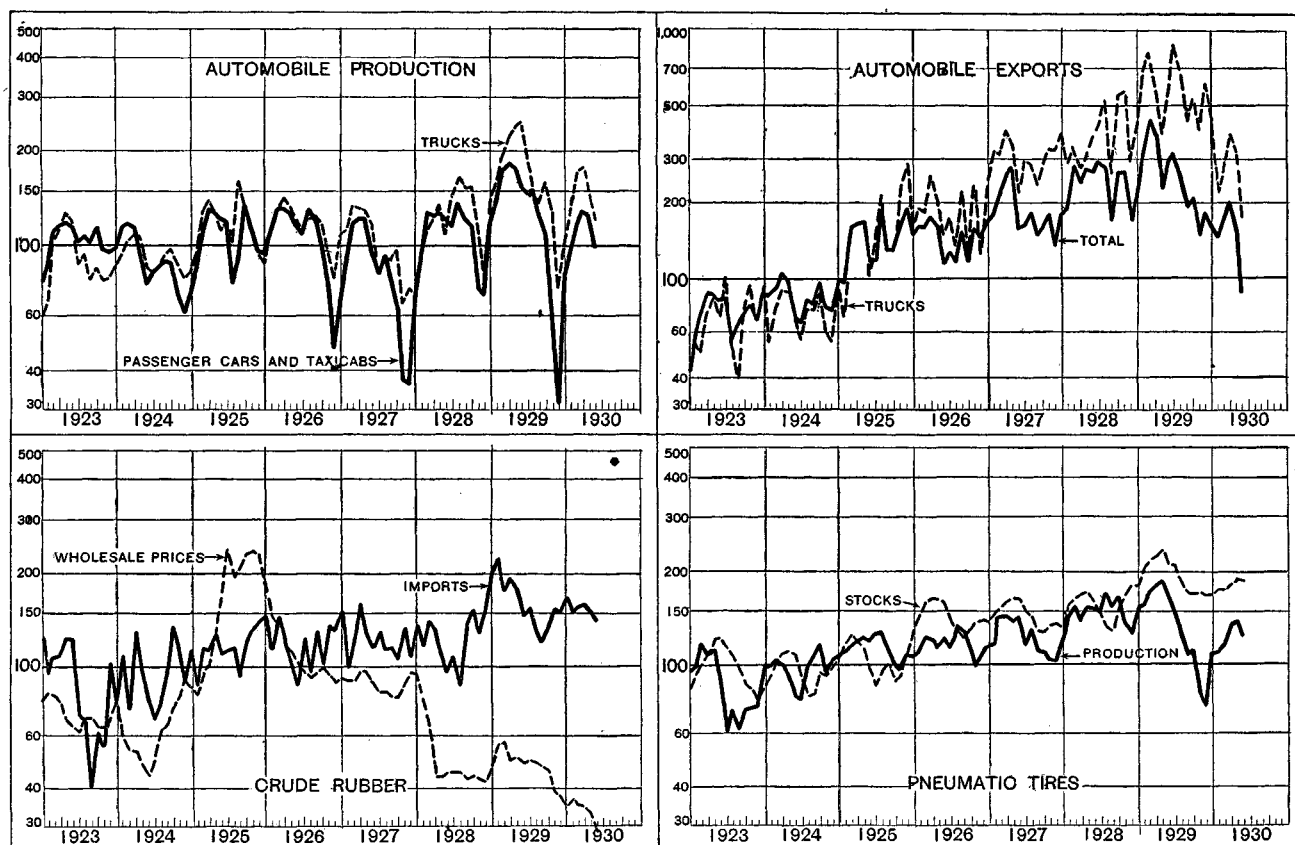 500
400
300
200
150
100
60
40
30
AUTOMOBILE PRODUCTION
TRUCKS
PASSENGER CARS AND TAXICABS
1923 1924 1925 1926 1927 1928 1929 1930
1,000
700
500
300
200
100
60
40
30
AUTOMOBILE EXPORTS
TOTAL
TRUCKS
1923 1924 1925 1926 1927 1928 1929 1930
500
400
300
200
150
100
60
40
30
WHOLESALE PRICES
IMPORTS
CRUDE RUBBER
1923 1924 1925 1926 1927 1928 1929 1930
500
400
300
200
150
100
60
40
30
STOCKS
PRODUCTION
PNEUMATIC TIRES
1923 1924 1925 1926 1927 1928 1929 1930